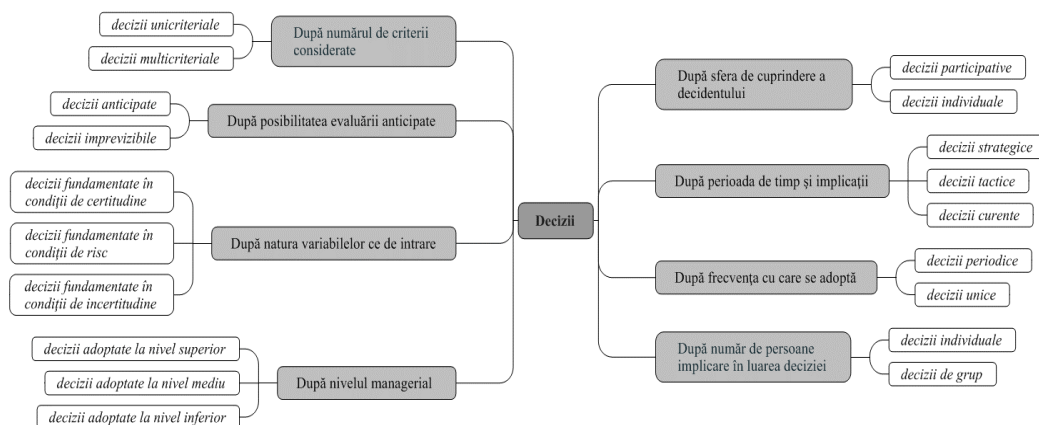 decizii unicriteriale
decizii multicriteriale
După numărul de criterii
considerate
decizii anticipate
decizii imprevizibile
După posibilitatea evaluării anticipate
decizii fundamentate în
condiții de certitudine
decizii fundamentate în
condiții de risc
decizii fundamentate în
condiții de incertitudine
După natura variabilelor ce de intrare
decizii adoptate la nivel superior
decizii adoptate la nivel mediu
decizii adoptate la nivel inferior
După nivelul managerial
Decizii
După sfera de cuprindere a
decidentului
decizii participative
decizii individuale
După perioada de timp și implicații
decizii strategice
decizii tactice
decizii curente
După frecvența cu care se adoptă
decizii periodice
decizii unice
După număr de persoane
implicare în luarea deciziei
decizii individuale
decizii de grup